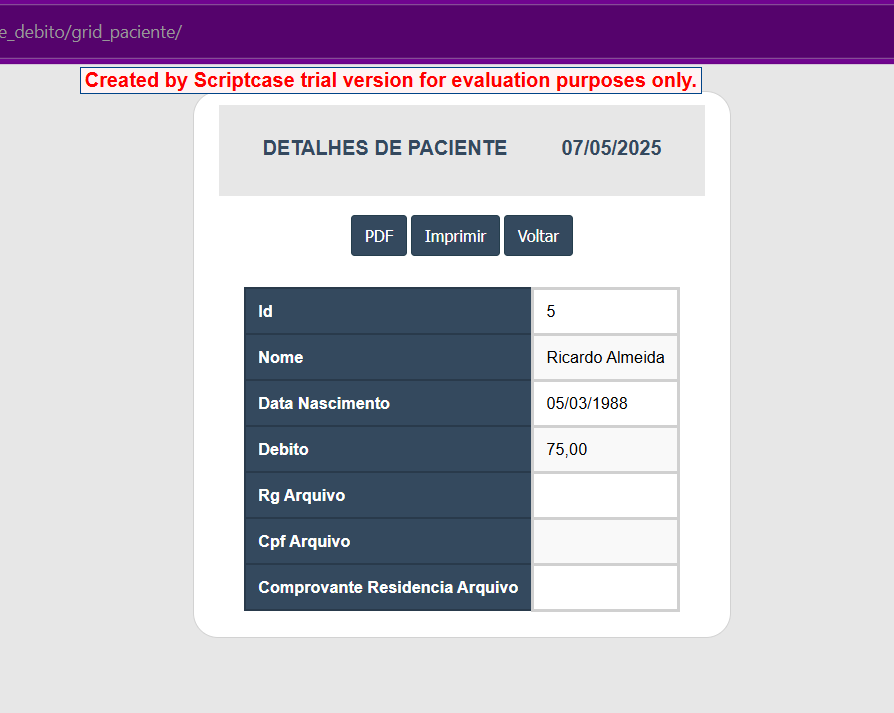 e_debito/grid_paciente/
Created by Scriptcase trial version for evaluation purposes only.
DETALHES DE PACIENTE 07/05/2025
PDF Imprimir Voltar
Id 5
Nome Ricardo Almeida
Data Nascimento 05/03/1988
Debito 75,00
Rg Arquivo
Cpf Arquivo
Comprovante Residencia Arquivo